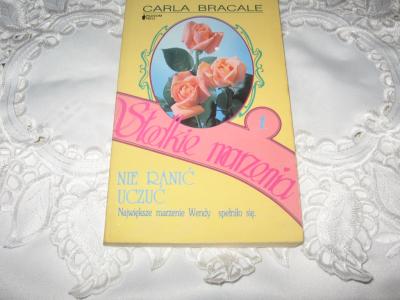 CARLA BRACALE
1
Słodkie marzenia
NIE RANIĆ
UCZUĆ
Największe marzenie Wendy spełniło się.